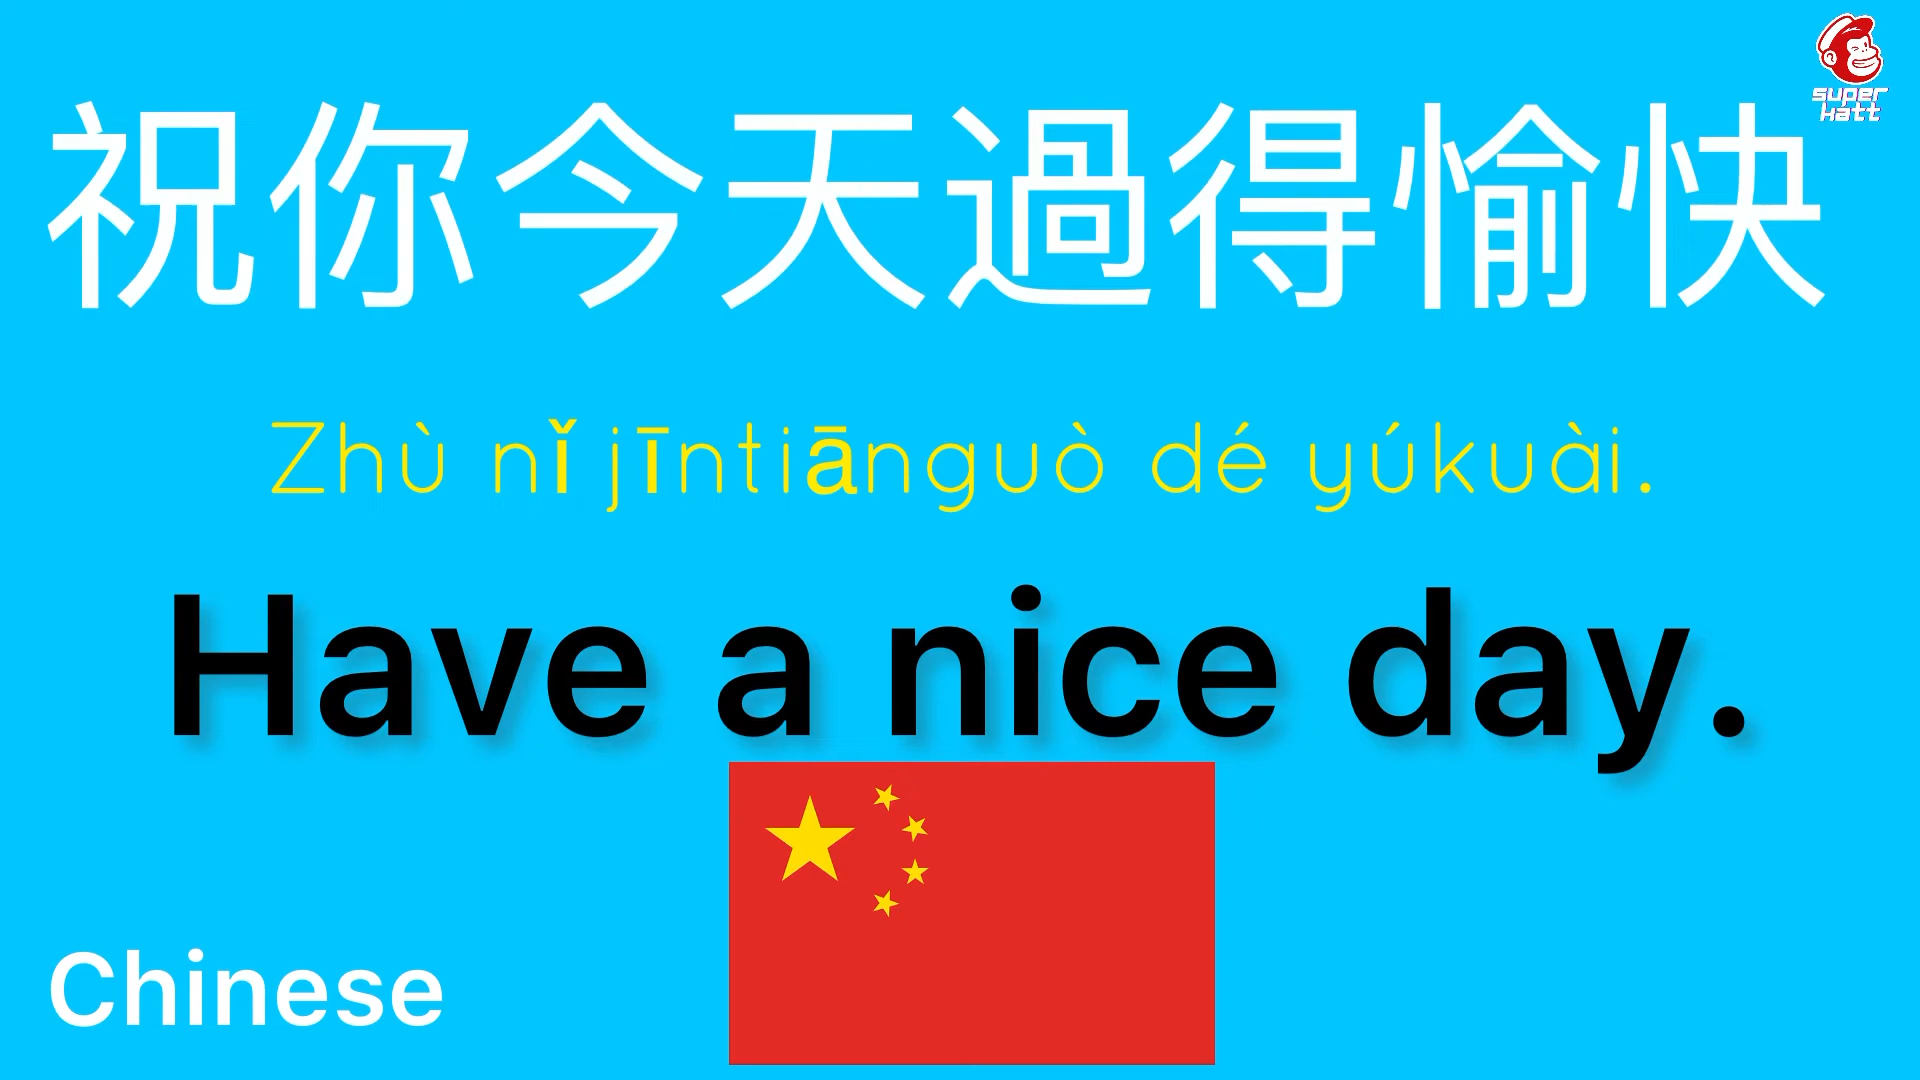 super
hatt
祝你今天過得愉快
Zhù nǐ jīntiānguò dé yúkuài.
Have a nice day.
Chinese